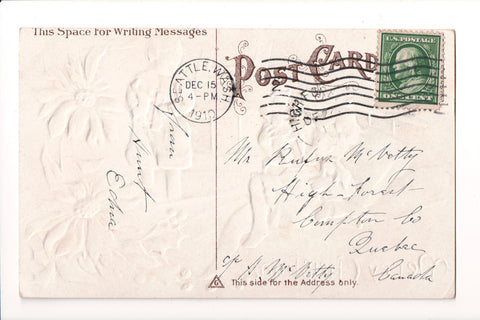 This Space For Writing Messages
POST CARD
U.S. POSTAGE
ONE CENT
SEATTLE, WASH
DEC 15
4-PM
1910
From
Aunt
Edna
Mr Rufus McVetty
High-Forest
Compton Co
Quebec
Canada
c/o A. McVetty
This side for the Address only.